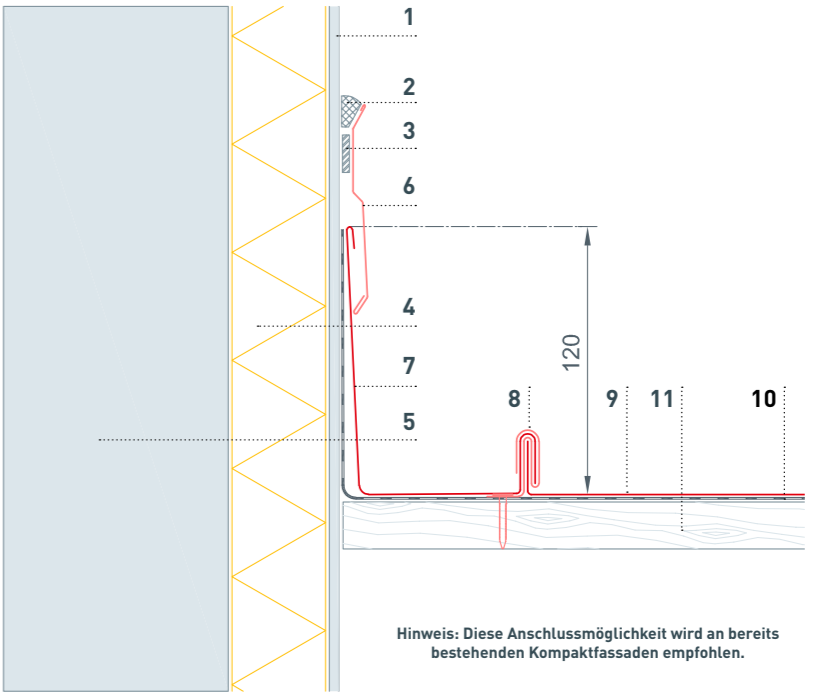 1
2
3
6
120
4
7
8 9 11 10
5
Hinweis: Diese Anschlussmöglichkeit wird an bereits
bestehenden Kompaktfassaden empfohlen.